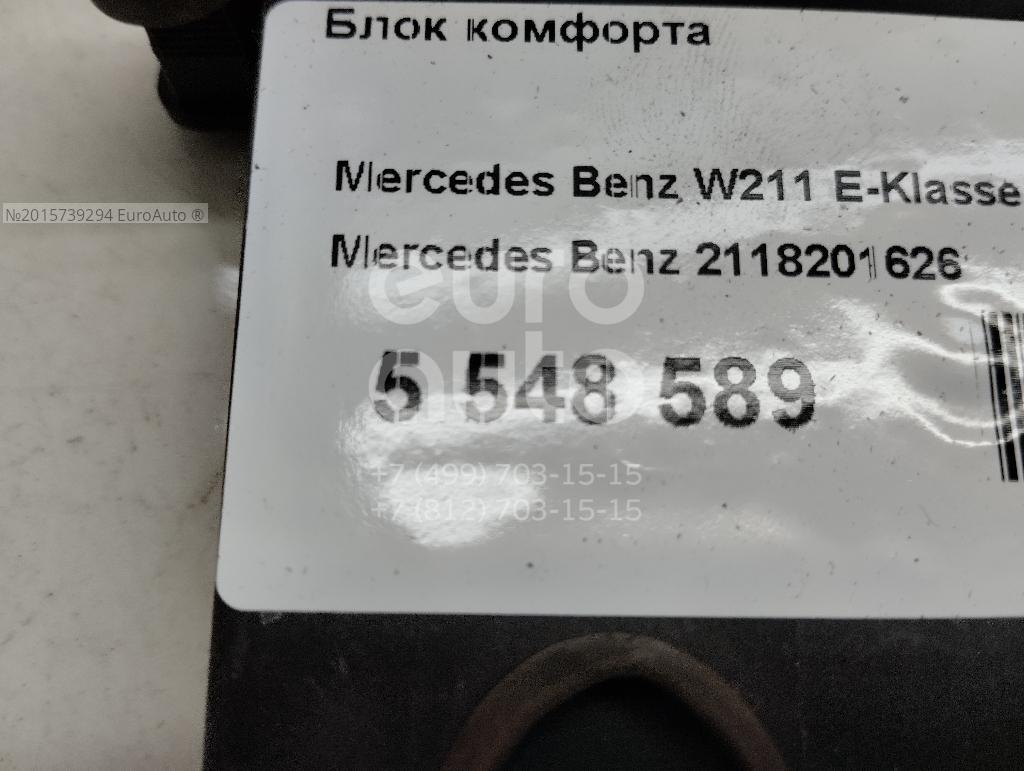 Блок комфорта
Mercedes Benz W211 E-Klasse
№2015739294 EuroAuto ®
Mercedes Benz 2118201626
euro
auto
5 548 589
+7 (499) 703-15-15
+7 (812) 703-15-15